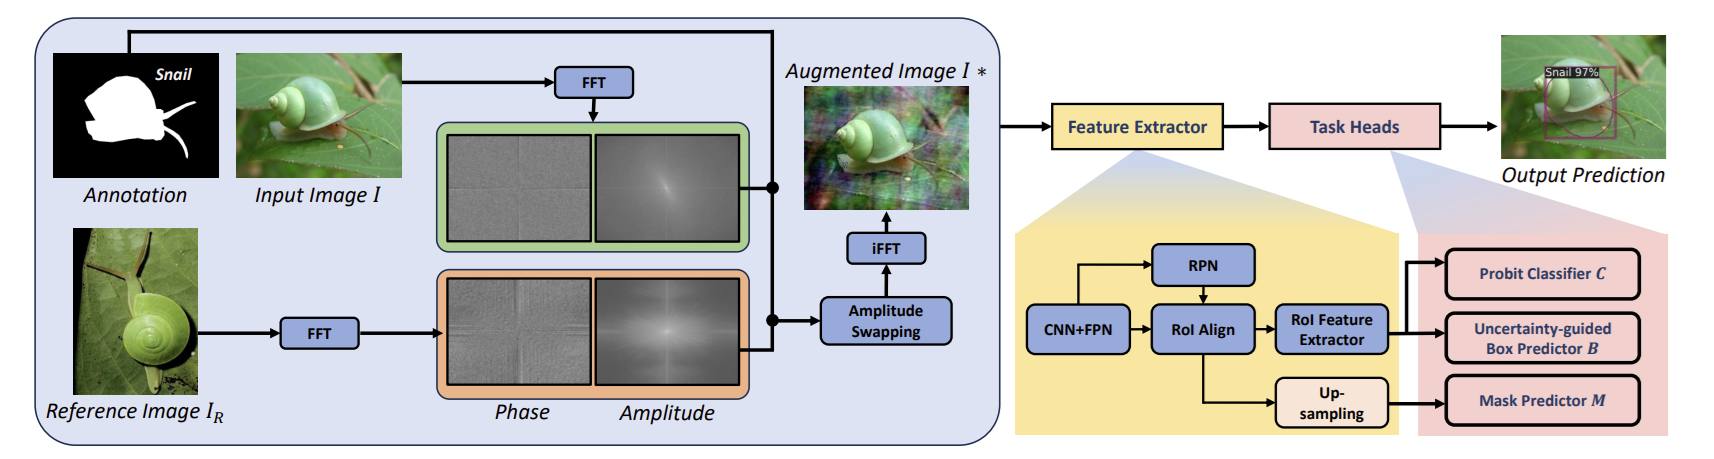 Snail
Annotation
Input Image I
FFT
Reference Image I_R
FFT
Phase
Amplitude
Augmented Image I *
iFFT
Amplitude
Swapping
Feature Extractor
Task Heads
Snail 97%
Output Prediction
RPN
CNN+FPN
RoI Align
RoI Feature
Extractor
Up-
sampling
Probit Classifier C
Uncertainty-guided
Box Predictor B
Mask Predictor M